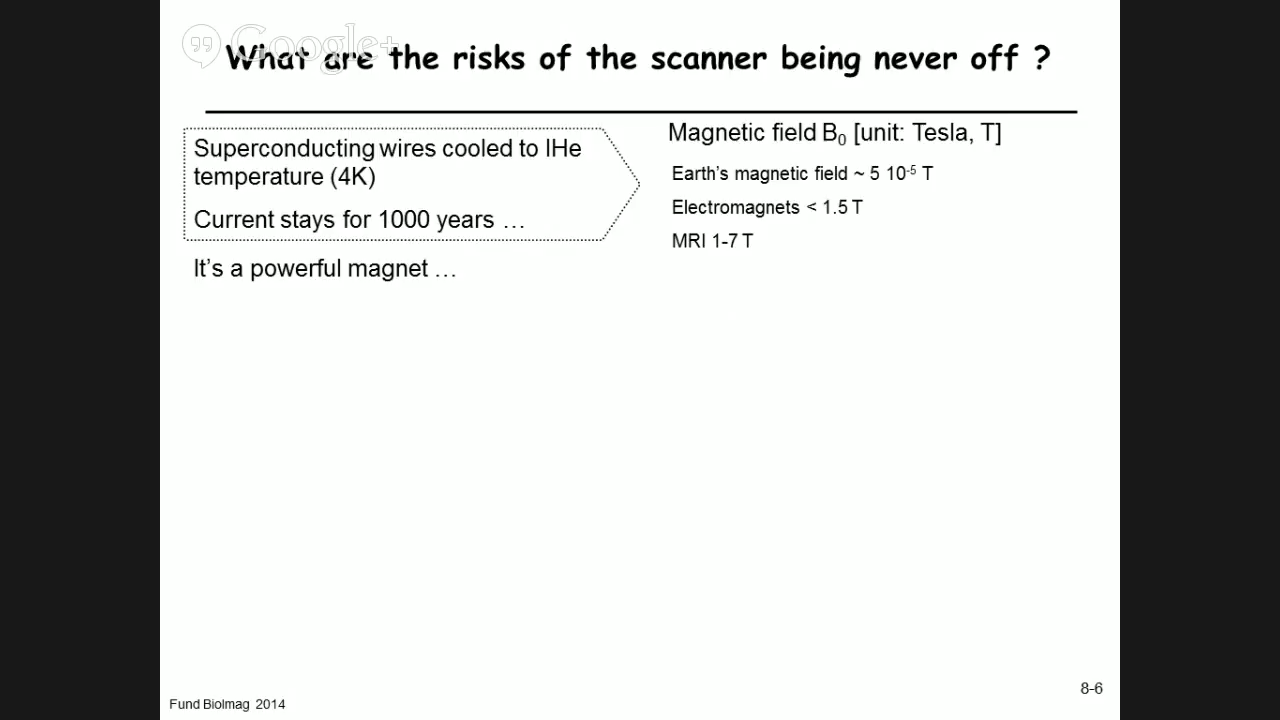 Google+
What are the risks of the scanner being never off ?
Superconducting wires cooled to lHe
temperature (4K)
Current stays for 1000 years …
It's a powerful magnet …
Magnetic field B₀ [unit: Tesla, T]
Earth's magnetic field ~ 5 10⁻⁵ T
Electromagnets < 1.5 T
MRI 1-7 T
8-6
Fund BioImag 2014